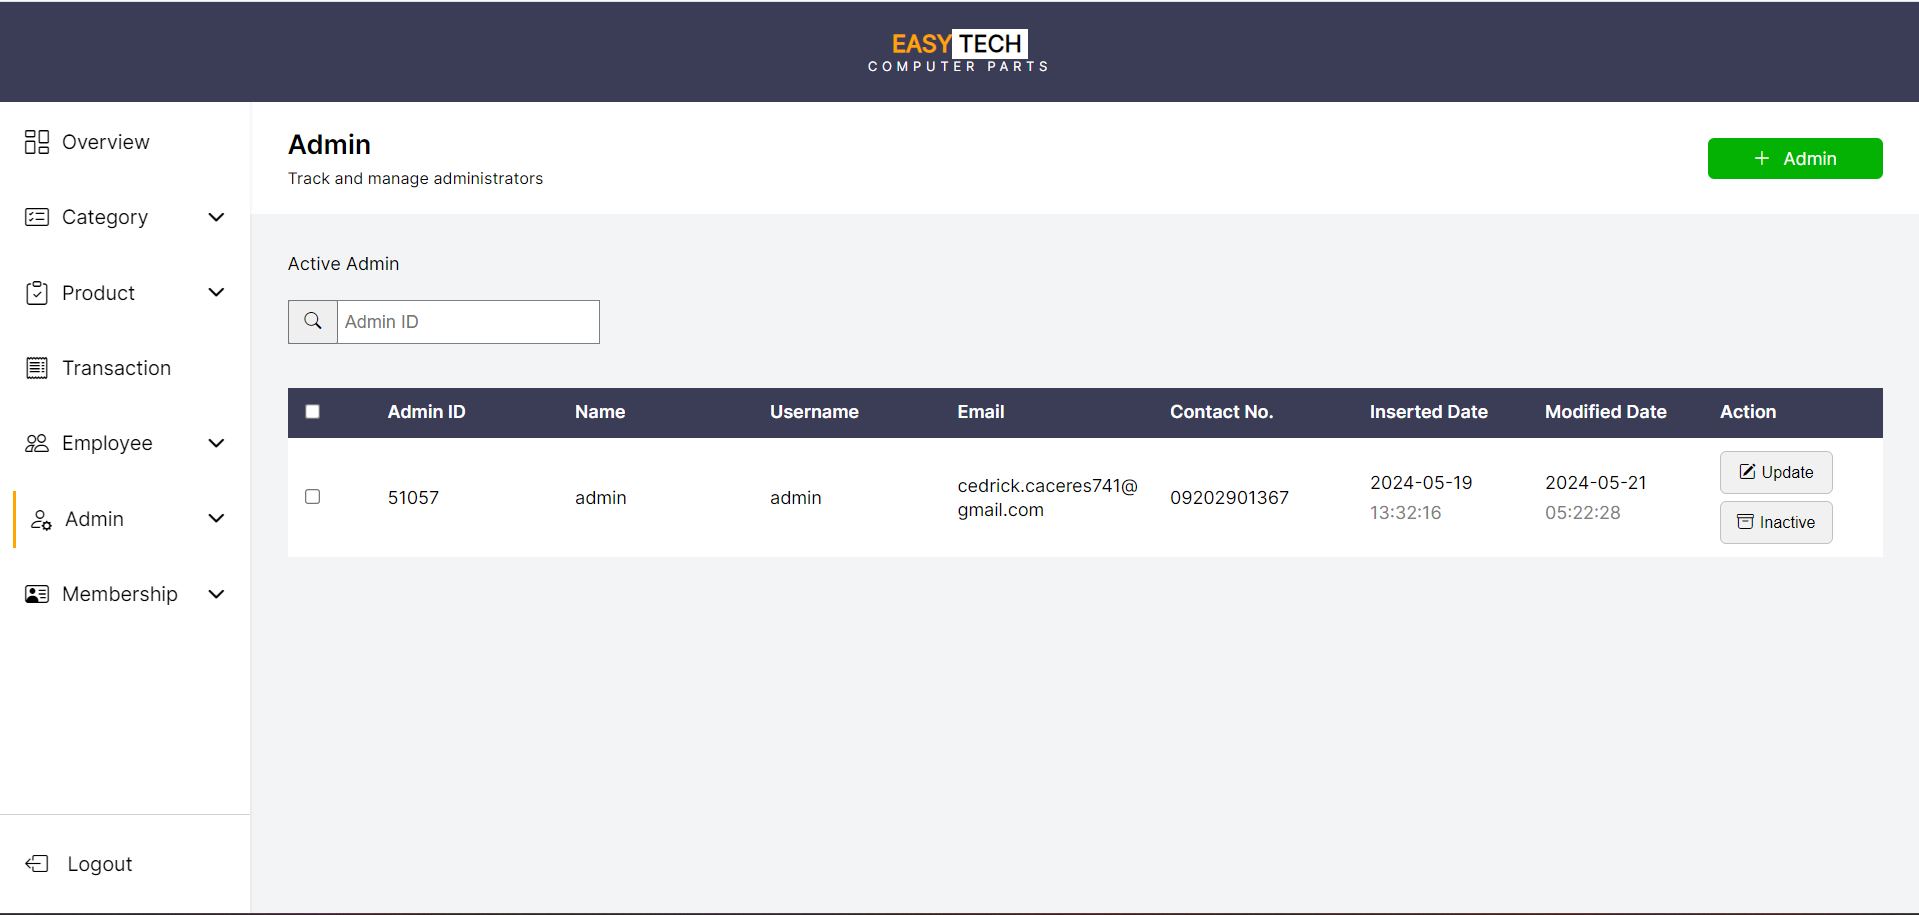 EASY TECH
COMPUTER PARTS
Overview
Category
Product
Transaction
Employee
Admin
Membership
Logout
Admin
Track and manage administrators
+ Admin
Active Admin
Admin ID
Admin ID Name Username Email Contact No. Inserted Date Modified Date Action
51057 admin admin cedrick.caceres741@ 09202901367 2024-05-19 2024-05-21 Update
gmail.com 13:32:16 05:22:28 Inactive